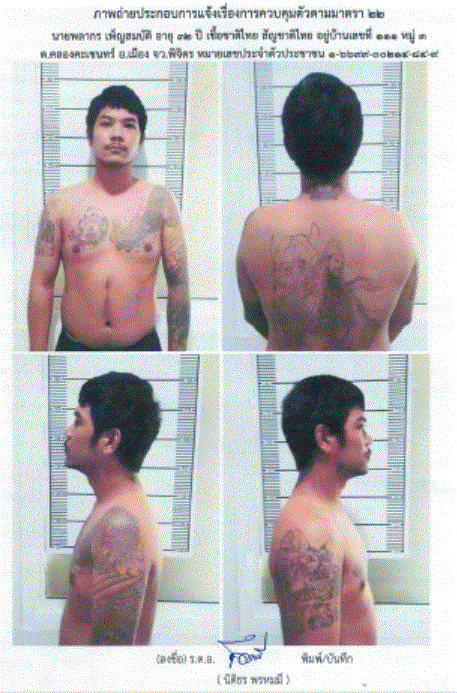 ภาพถ่ายประกอบการแจ้งเรื่องการควบคุมตัวตามมาตรา ๒๒
นายพลากร เพ็ญสมบัติ อายุ ๓๒ ปี เชื้อชาติไทย สัญชาติไทย อยู่บ้านเลขที่ ๑๑๑ หมู่ ๓
ต.คลองคะเชนทร์ อ.เมือง จว.พิจิตร หมายเลขประจำตัวประชาชน ๑-๖๖๙๙-๐๐๒๑๔-๘๔-๙
(ลงชื่อ) ร.ต.อ. พิมพ์/บันทึก
( นิติธร พรหมมี )